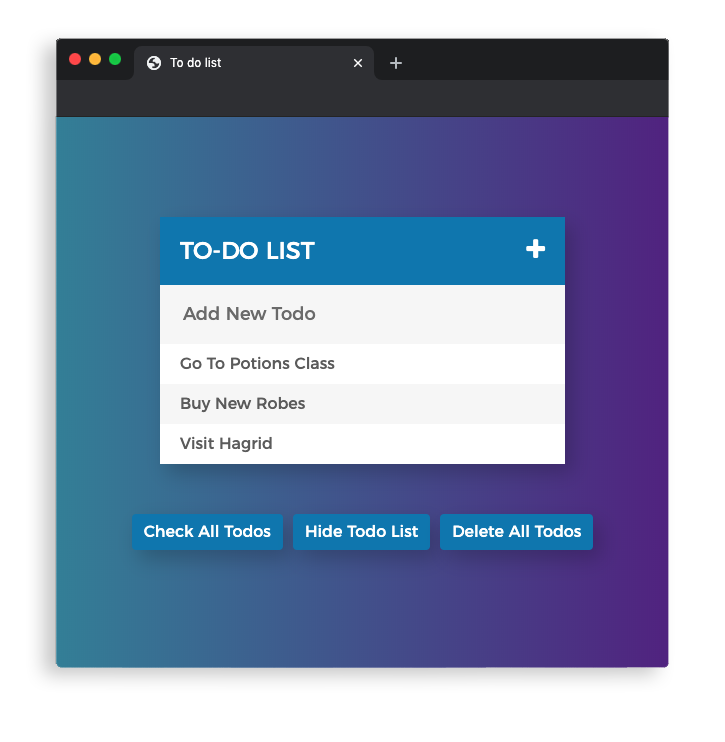 To do list
TO-DO LIST
Add New Todo
Go To Potions Class
Buy New Robes
Visit Hagrid
Check All Todos Hide Todo List Delete All Todos